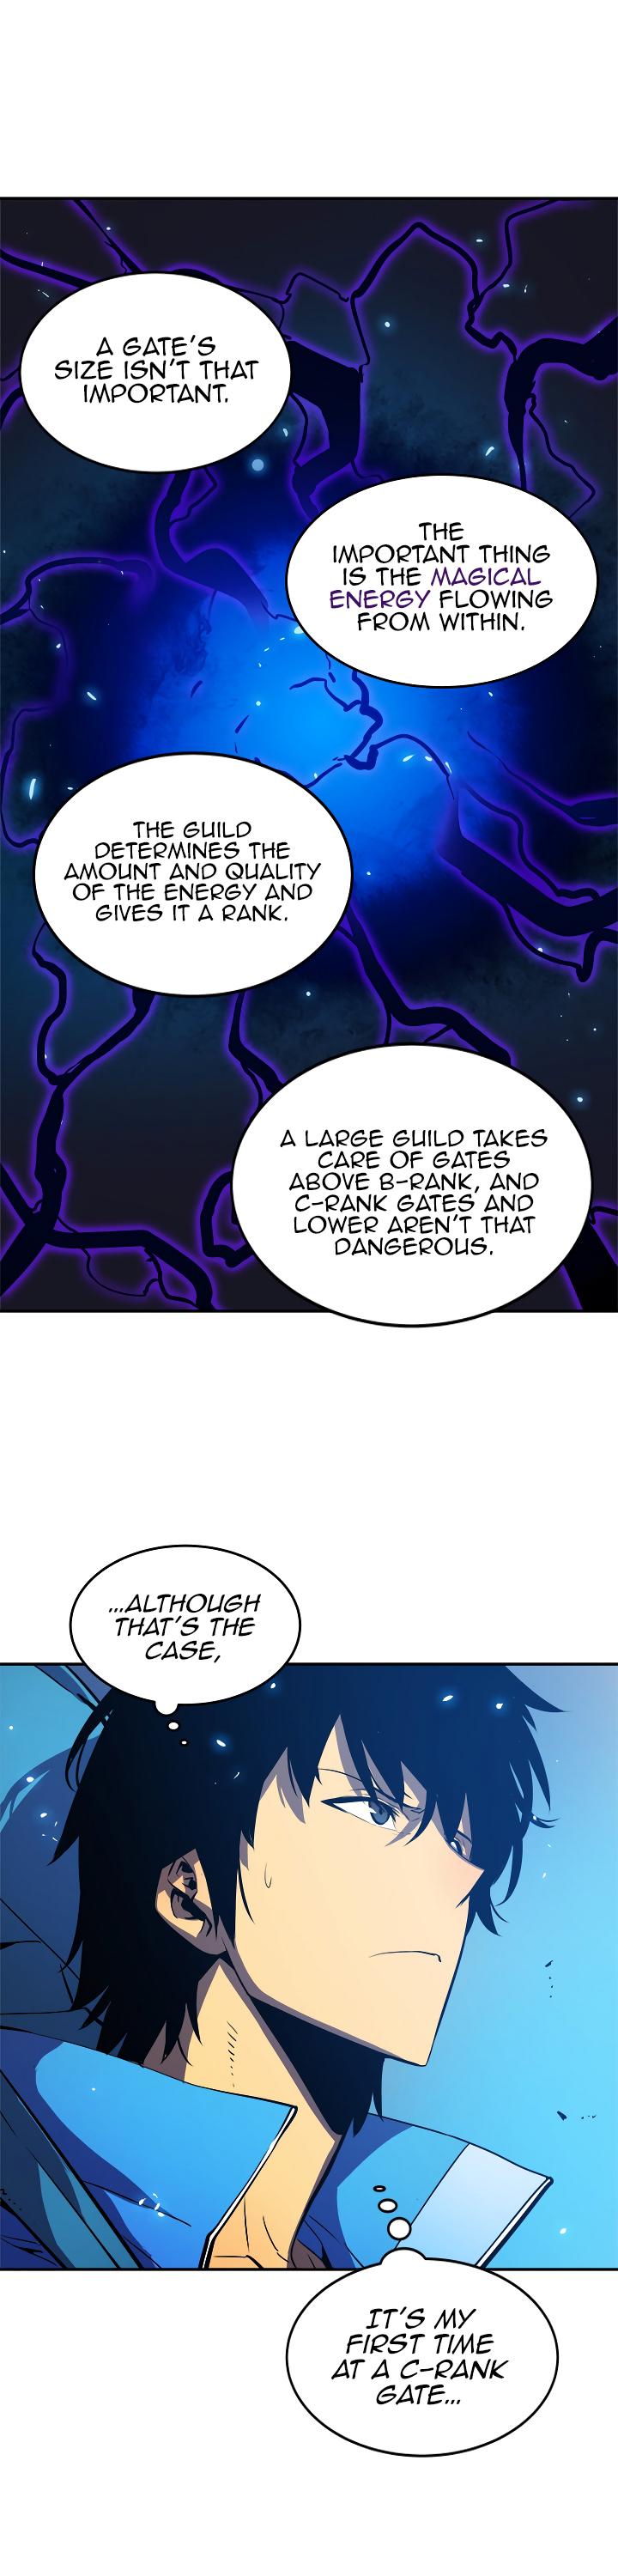 A GATE'S
SIZE ISN'T THAT
IMPORTANT.
THE
IMPORTANT THING
IS THE MAGICAL
ENERGY FLOWING
FROM WITHIN.
THE GUILD
DETERMINES THE
AMOUNT AND QUALITY
OF THE ENERGY AND
GIVES IT A RANK.
A LARGE GUILD TAKES
CARE OF GATES
ABOVE B-RANK, AND
C-RANK GATES AND
LOWER AREN'T THAT
DANGEROUS.
...ALTHOUGH
THAT'S THE
CASE,
IT'S MY
FIRST TIME
AT A C-RANK
GATE...